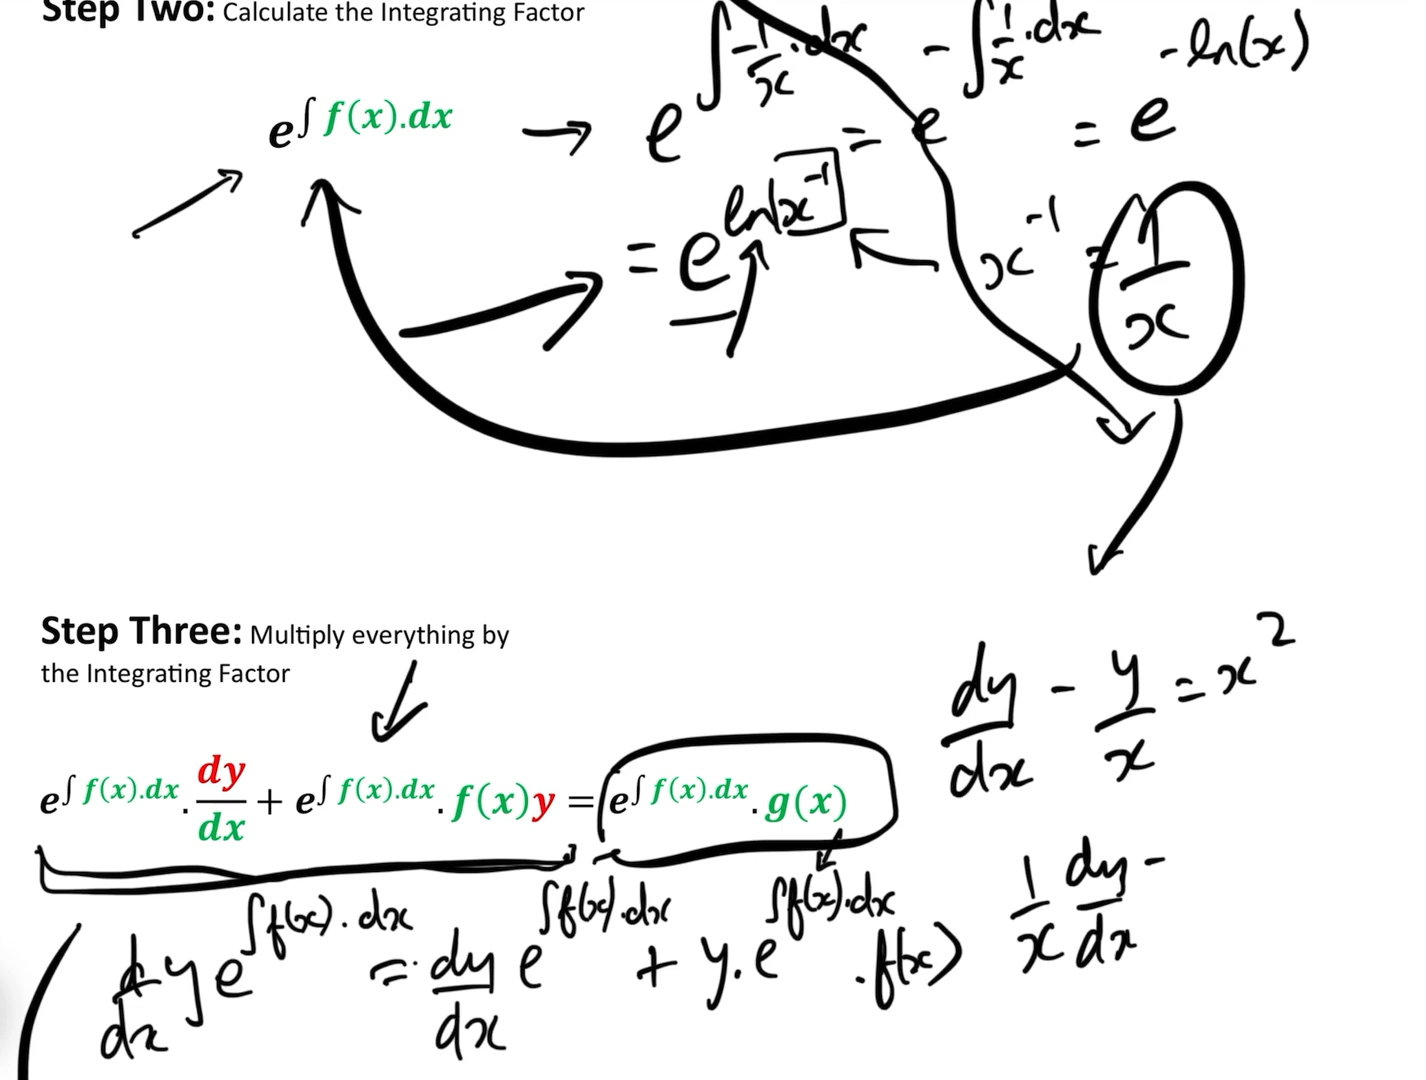 Step Two: Calculate the Integrating Factor
e^∫ f(x).dx → e^∫ -1/x .dx = e^-∫ 1/x .dx = e^-ln(x)
= e^ln(x^-1) x^-1 = 1/x
Step Three: Multiply everything by
the Integrating Factor
dy/dx - y/x = x^2
e^∫ f(x).dx . dy/dx + e^∫ f(x).dx . f(x)y = e^∫ f(x).dx . g(x)
1/x dy/dx -
d/dx ye^∫f(x).dx = dy/dx e^∫f(x).dx + y.e^∫f(x).dx .f(x)